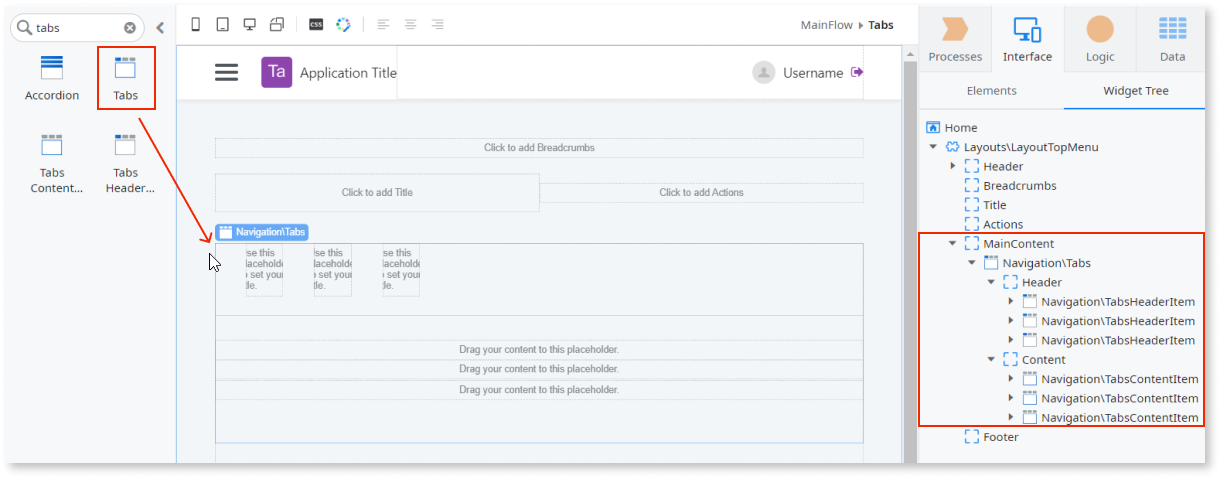 tabs
Accordion
Tabs
Tabs
Content...
Tabs
Header...
CSS
MainFlow
Tabs
Ta
Application Title
Username
Click to add Breadcrumbs
Click to add Title
Click to add Actions
Navigation\Tabs
se this
laceholde
o set your
tle.
se this
laceholde
o set your
tle.
se this
laceholde
o set your
tle.
Drag your content to this placeholder.
Drag your content to this placeholder.
Drag your content to this placeholder.
Processes
Interface
Logic
Data
Elements
Widget Tree
Home
Layouts\LayoutTopMenu
Header
Breadcrumbs
Title
Actions
MainContent
Navigation\Tabs
Header
Navigation\TabsHeaderItem
Navigation\TabsHeaderItem
Navigation\TabsHeaderItem
Content
Navigation\TabsContentItem
Navigation\TabsContentItem
Navigation\TabsContentItem
Footer